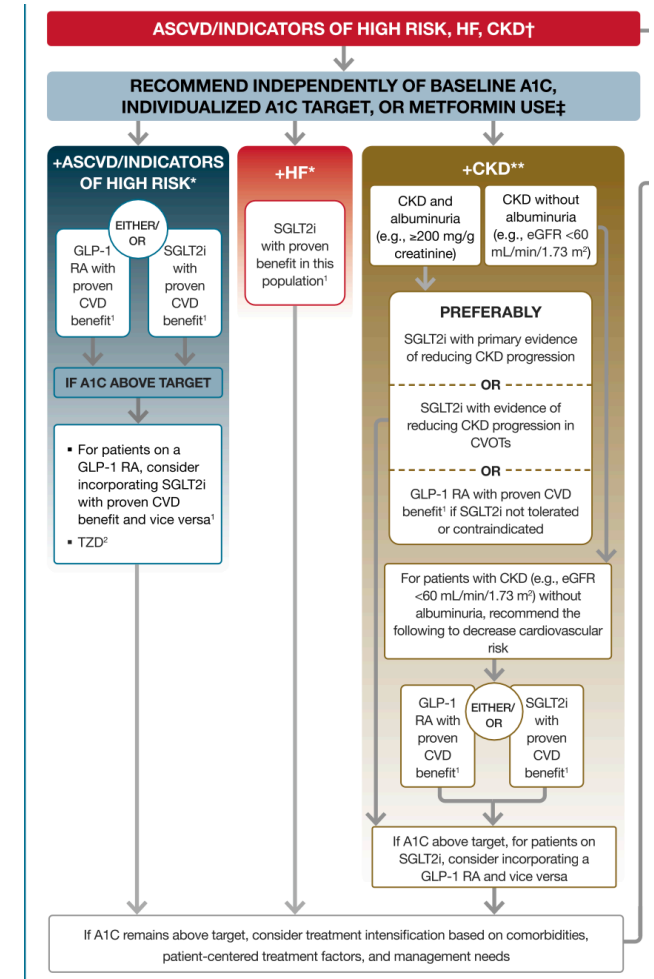 ASCVD/INDICATORS OF HIGH RISK, HF, CKD†
RECOMMEND INDEPENDENTLY OF BASELINE A1C,
INDIVIDUALIZED A1C TARGET, OR METFORMIN USE‡
+ASCVD/INDICATORS
OF HIGH RISK*
EITHER/
OR
GLP-1
RA with
proven
CVD
benefit¹
SGLT2i
with
proven
CVD
benefit¹
IF A1C ABOVE TARGET
▪ For patients on a
GLP-1 RA, consider
incorporating SGLT2i
with proven CVD
benefit and vice versa¹
▪ TZD²
+HF*
SGLT2i
with proven
benefit in this
population¹
+CKD**
CKD and
albuminuria
(e.g., ≥200 mg/g
creatinine)
CKD without
albuminuria
(e.g., eGFR <60
mL/min/1.73 m²)
PREFERABLY
SGLT2i with primary evidence
of reducing CKD progression
OR
SGLT2i with evidence of
reducing CKD progression in
CVOTs
OR
GLP-1 RA with proven CVD
benefit¹ if SGLT2i not tolerated
or contraindicated
For patients with CKD (e.g., eGFR
<60 mL/min/1.73 m²) without
albuminuria, recommend the
following to decrease cardiovascular
risk
GLP-1
RA with
proven
CVD
benefit¹
EITHER/
OR
SGLT2i
with
proven
CVD
benefit¹
If A1C above target, for patients on
SGLT2i, consider incorporating a
GLP-1 RA and vice versa
If A1C remains above target, consider treatment intensification based on comorbidities,
patient-centered treatment factors, and management needs